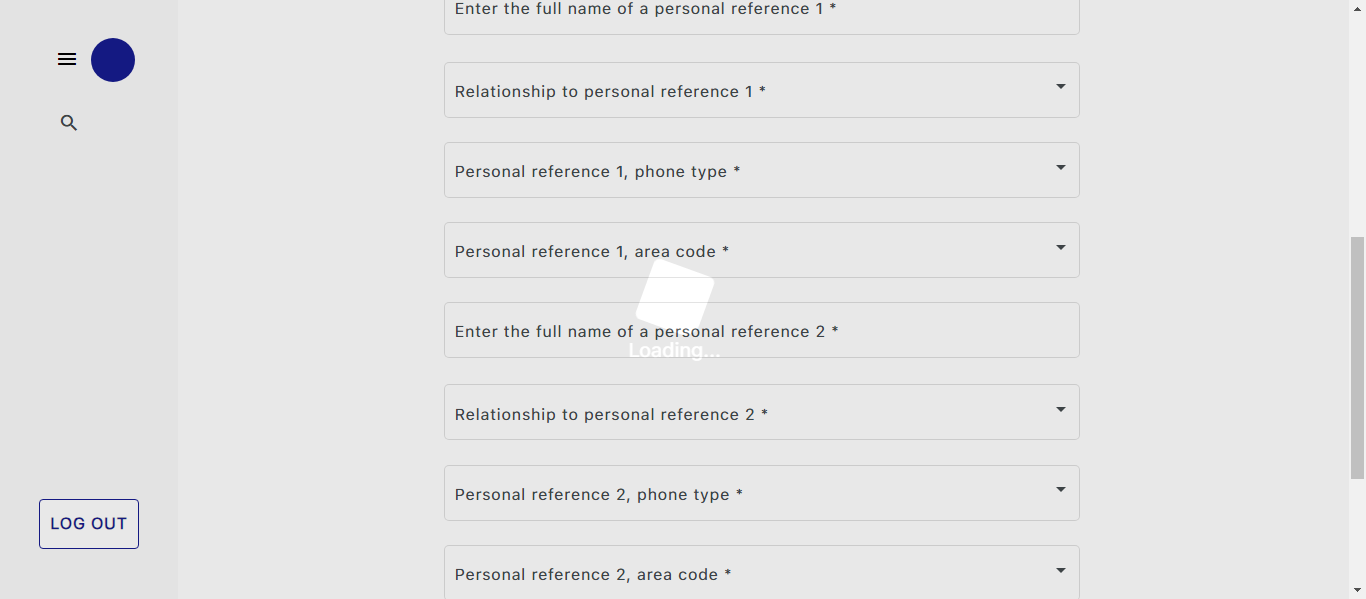 Enter the full name of a personal reference 1 *
Relationship to personal reference 1 *
Personal reference 1, phone type *
Personal reference 1, area code *
Enter the full name of a personal reference 2 *
Loading...
Relationship to personal reference 2 *
Personal reference 2, phone type *
LOG OUT
Personal reference 2, area code *